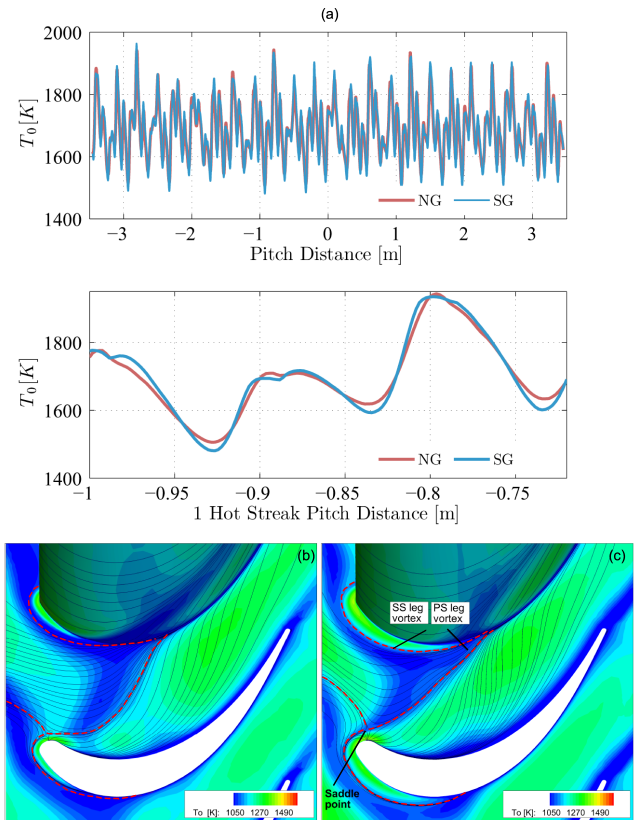 (a)
2000
1800
1600
1400
T₀[K]
NG SG
−3 −2 −1 0 1 2 3
Pitch Distance [m]
1800
1600
1400
T₀[K]
NG SG
−1 −0.95 −0.9 −0.85 −0.8 −0.75
1 Hot Streak Pitch Distance [m]
(b)
To [K]: 1050 1270 1490
(c)
SS leg vortex
PS leg vortex
Saddle point
To [K]: 1050 1270 1490